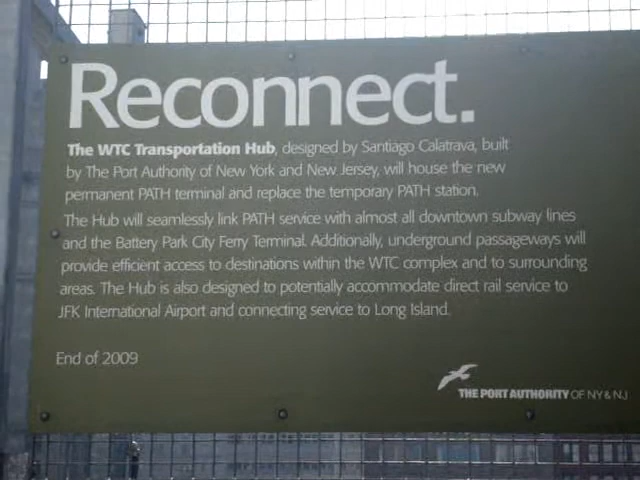 Reconnect.
The WTC Transportation Hub, designed by Santiago Calatrava, built
by The Port Authority of New York and New Jersey, will house the new
permanent PATH terminal and replace the temporary PATH station.
The Hub will seamlessly link PATH service with almost all downtown subway lines
and the Battery Park City Ferry Terminal. Additionally, underground passageways will
provide efficient access to destinations within the WTC complex and to surrounding
areas. The Hub is also designed to potentially accommodate direct rail service to
JFK International Airport and connecting service to Long Island.
End of 2009
THE PORT AUTHORITY OF NY & NJ